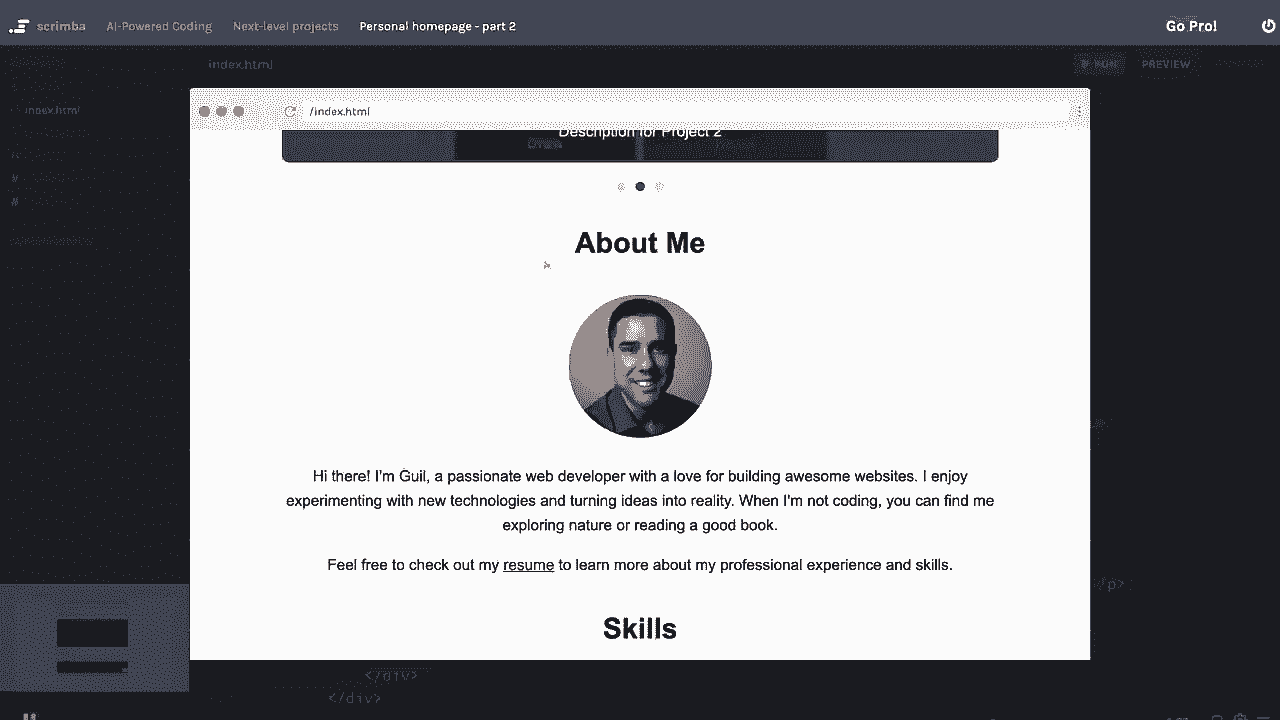 scrimba AI-Powered Coding Next-level projects Personal homepage - part 2 Go Pro!
index.html RUN PREVIEW
index.html
/index.html
Description for Project 2
About Me
Hi there! I'm Guil, a passionate web developer with a love for building awesome websites. I enjoy
experimenting with new technologies and turning ideas into reality. When I'm not coding, you can find me
exploring nature or reading a good book.
Feel free to check out my resume to learn more about my professional experience and skills.
</p>
Skills
</div>
</div>